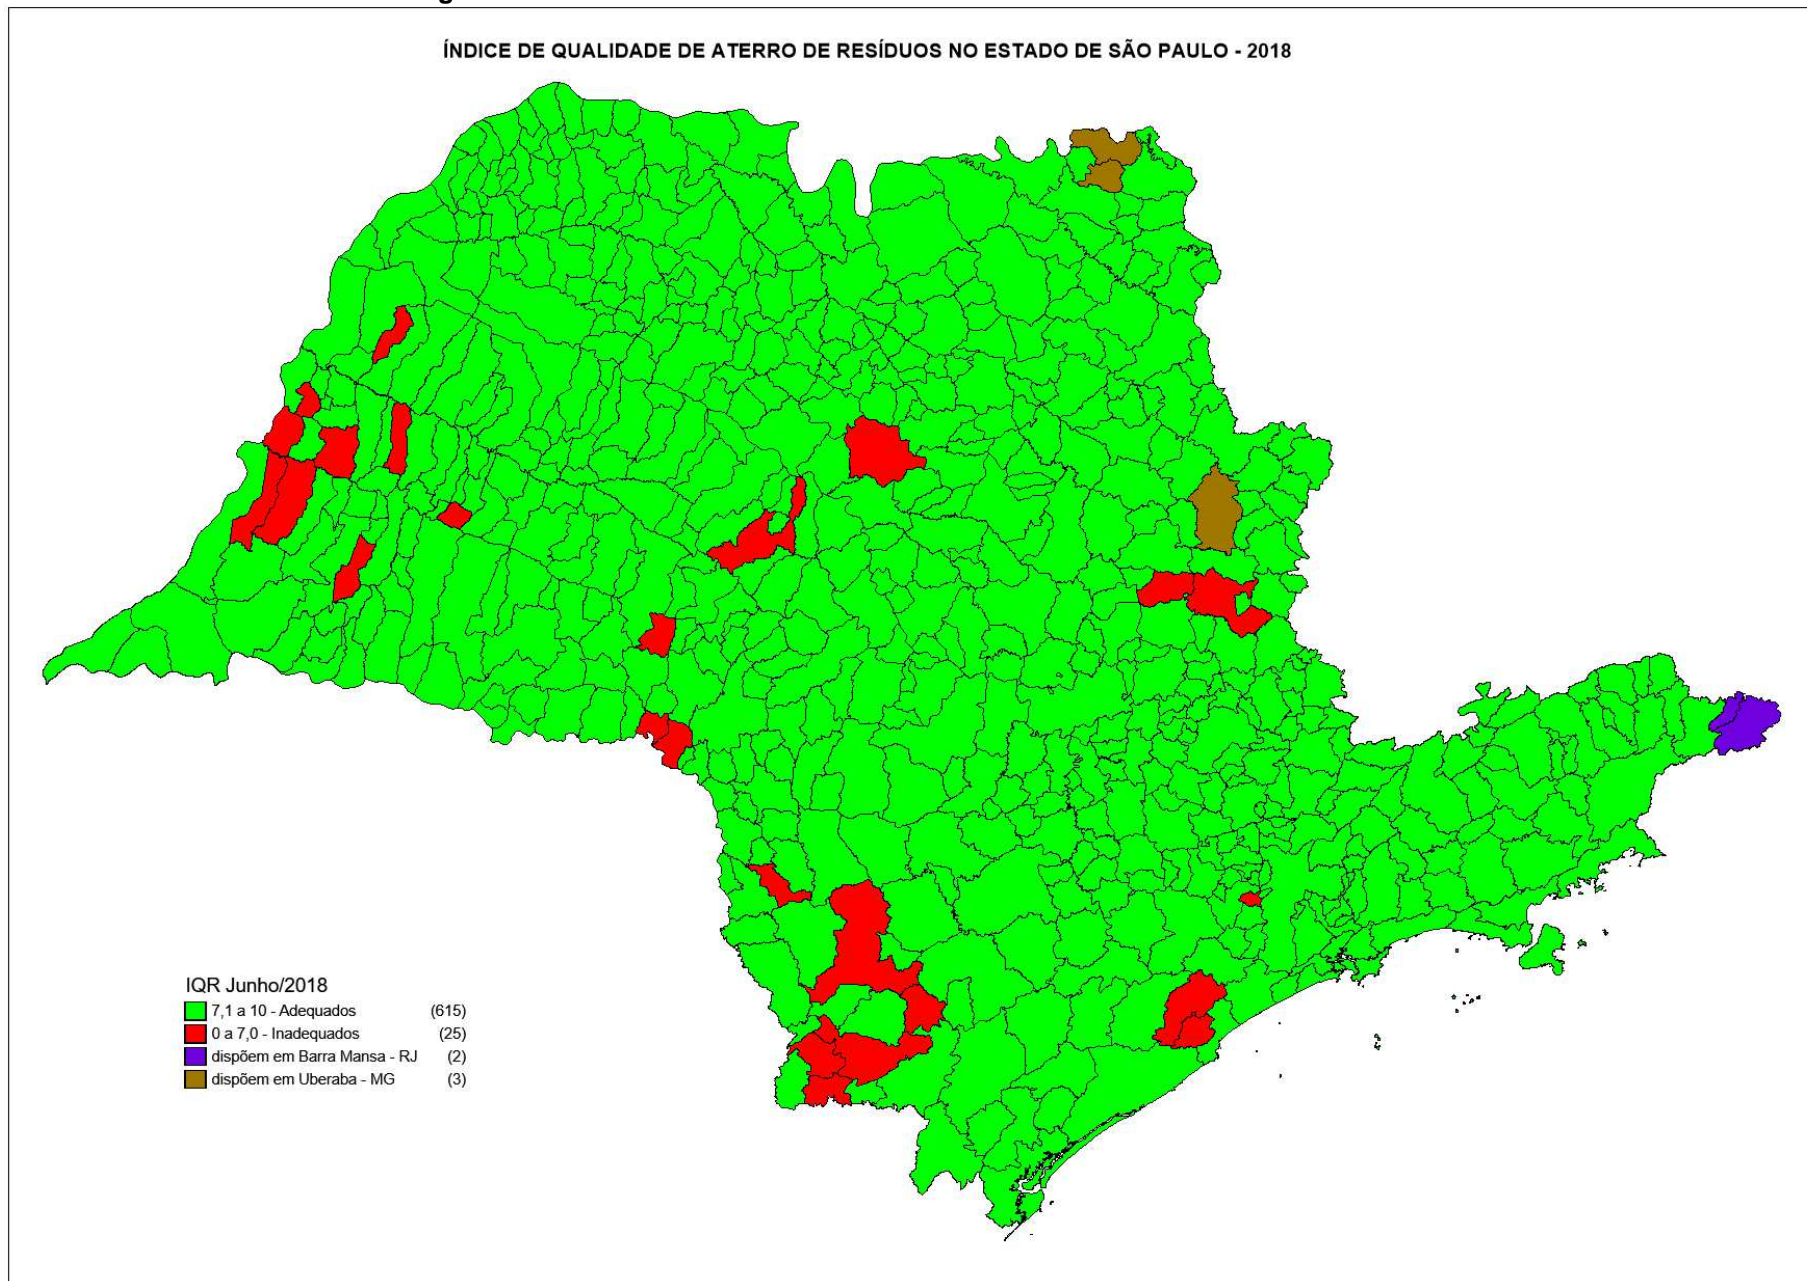 ÍNDICE DE QUALIDADE DE ATERRO DE RESÍDUOS NO ESTADO DE SÃO PAULO - 2018
IQR Junho/2018
7,1 a 10 - Adequados (615)
0 a 7,0 - Inadequados (25)
dispõem em Barra Mansa - RJ (2)
dispõem em Uberaba - MG (3)